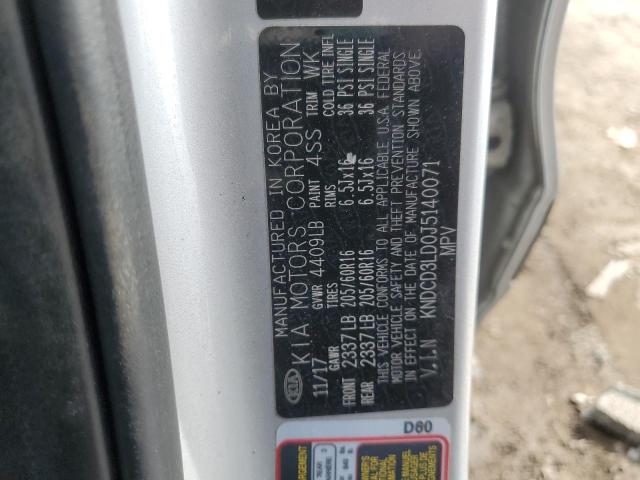 MANUFACTURED IN KOREA BY
KIA KIA MOTORS CORPORATION
11/17 GVWR 4409LB PAINT 4SS TRIM WK
GAWR TIRES RIMS COLD TIRE INFL
FRONT 2337LB 205/60R16 6.5Jx16 36 PSI SINGLE
REAR 2337LB 205/60R16 6.5Jx16 36 PSI SINGLE
THIS VEHICLE CONFORMS TO ALL APPLICABLE U.S.A. FEDERAL
MOTOR VEHICLE SAFETY AND THEFT PREVENTION STANDARDS
IN EFFECT ON THE DATE OF MANUFACTURE SHOWN ABOVE.
V.I.N KNDCD3LD0J5140071
MPV
D60